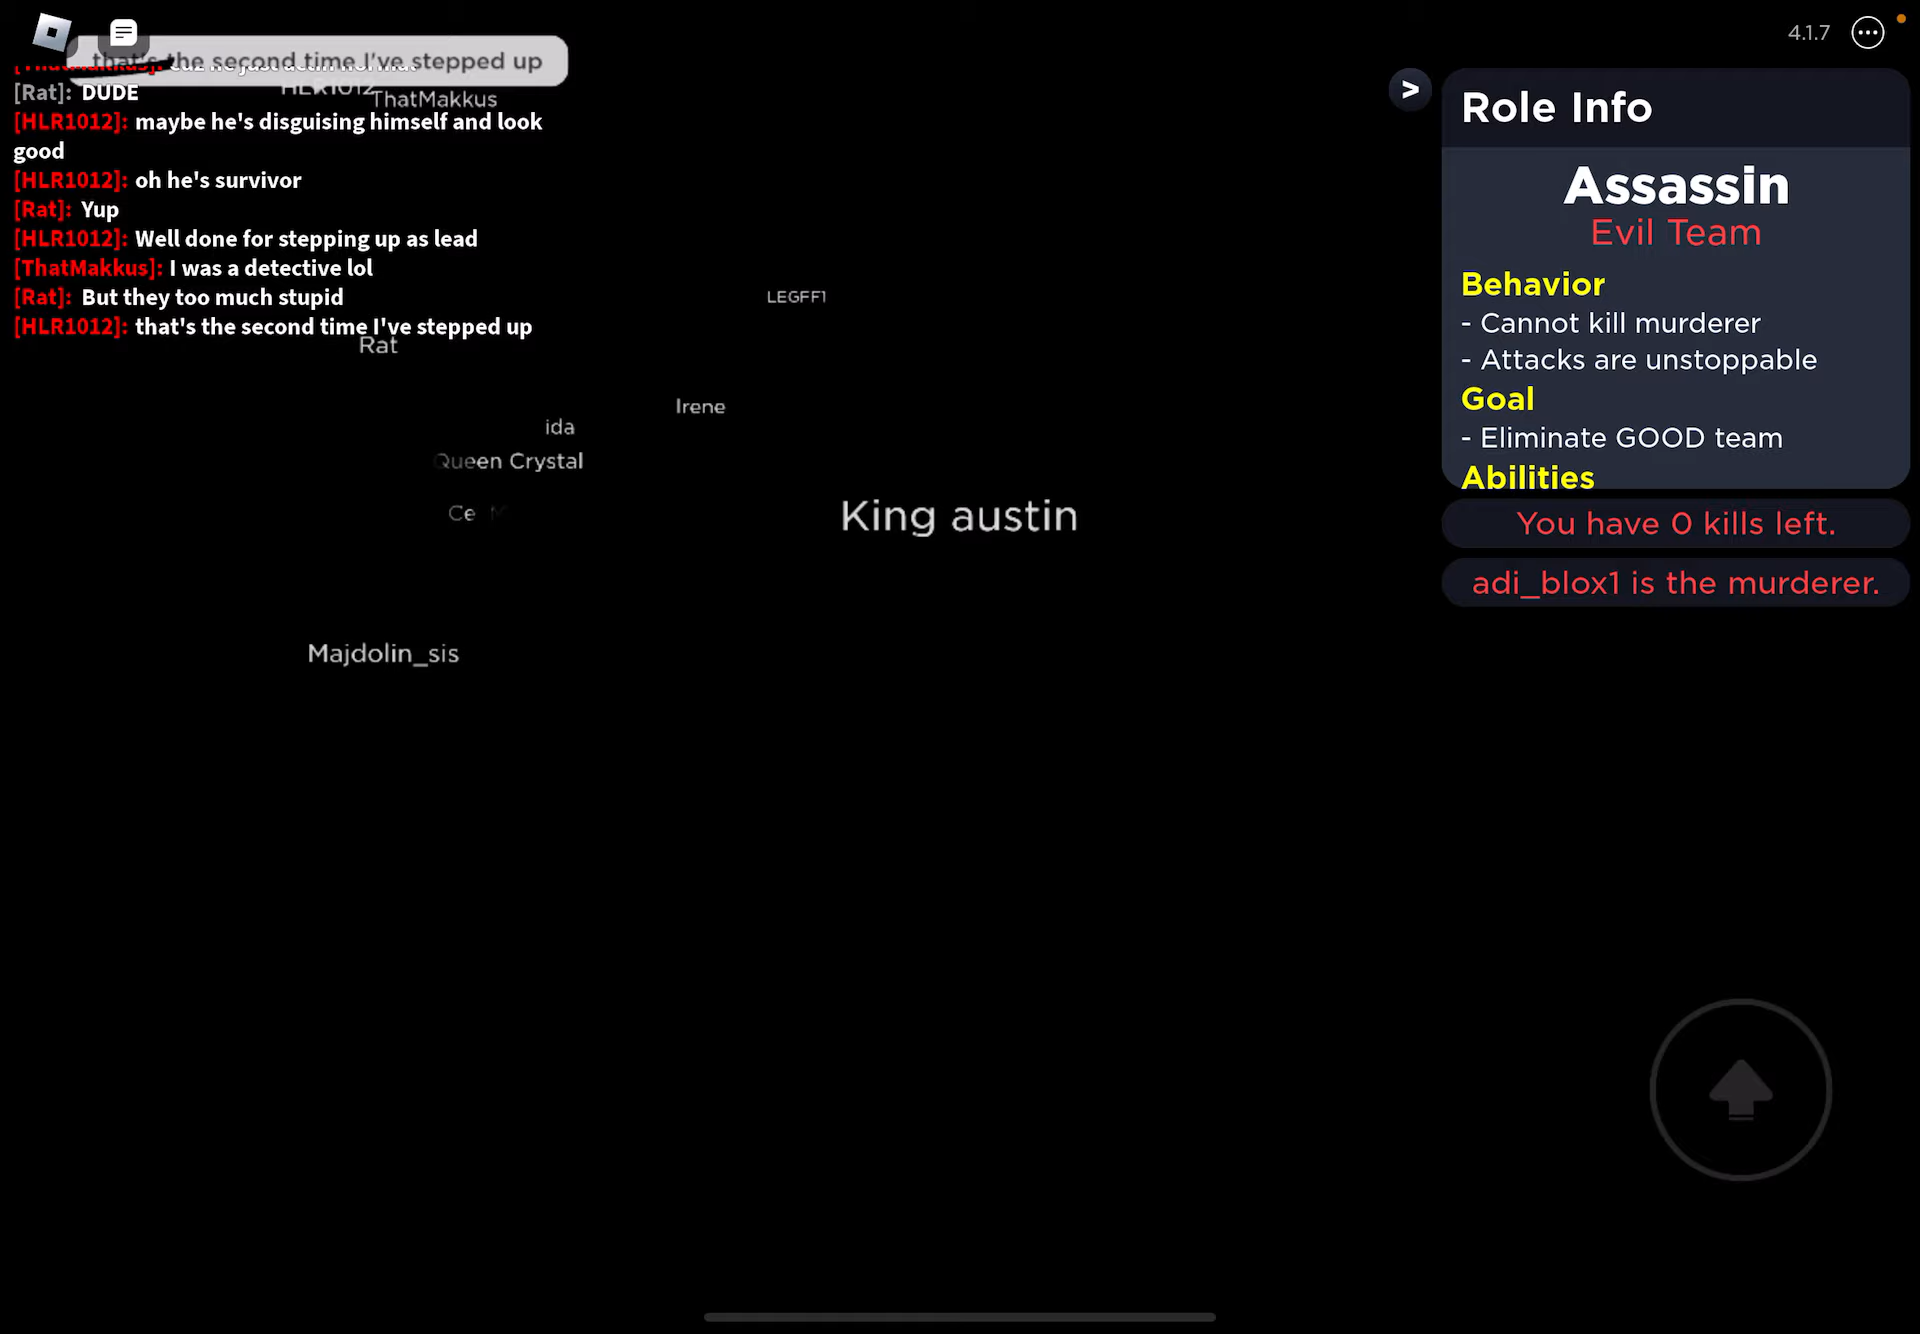 4.1.7
that's the second time I've stepped up
HLR1012
ThatMakkus
[Rat]: DUDE
[HLR1012]: maybe he's disguising himself and look
good
[HLR1012]: oh he's survivor
[Rat]: Yup
[HLR1012]: Well done for stepping up as lead
[ThatMakkus]: I was a detective lol
[Rat]: But they too much stupid
[HLR1012]: that's the second time I've stepped up
Rat
LEGFF1
Irene
ida
Queen Crystal
Ce
King austin
Majdolin_sis
>
Role Info
Assassin
Evil Team
Behavior
- Cannot kill murderer
- Attacks are unstoppable
Goal
- Eliminate GOOD team
Abilities
You have 0 kills left.
adi_blox1 is the murderer.